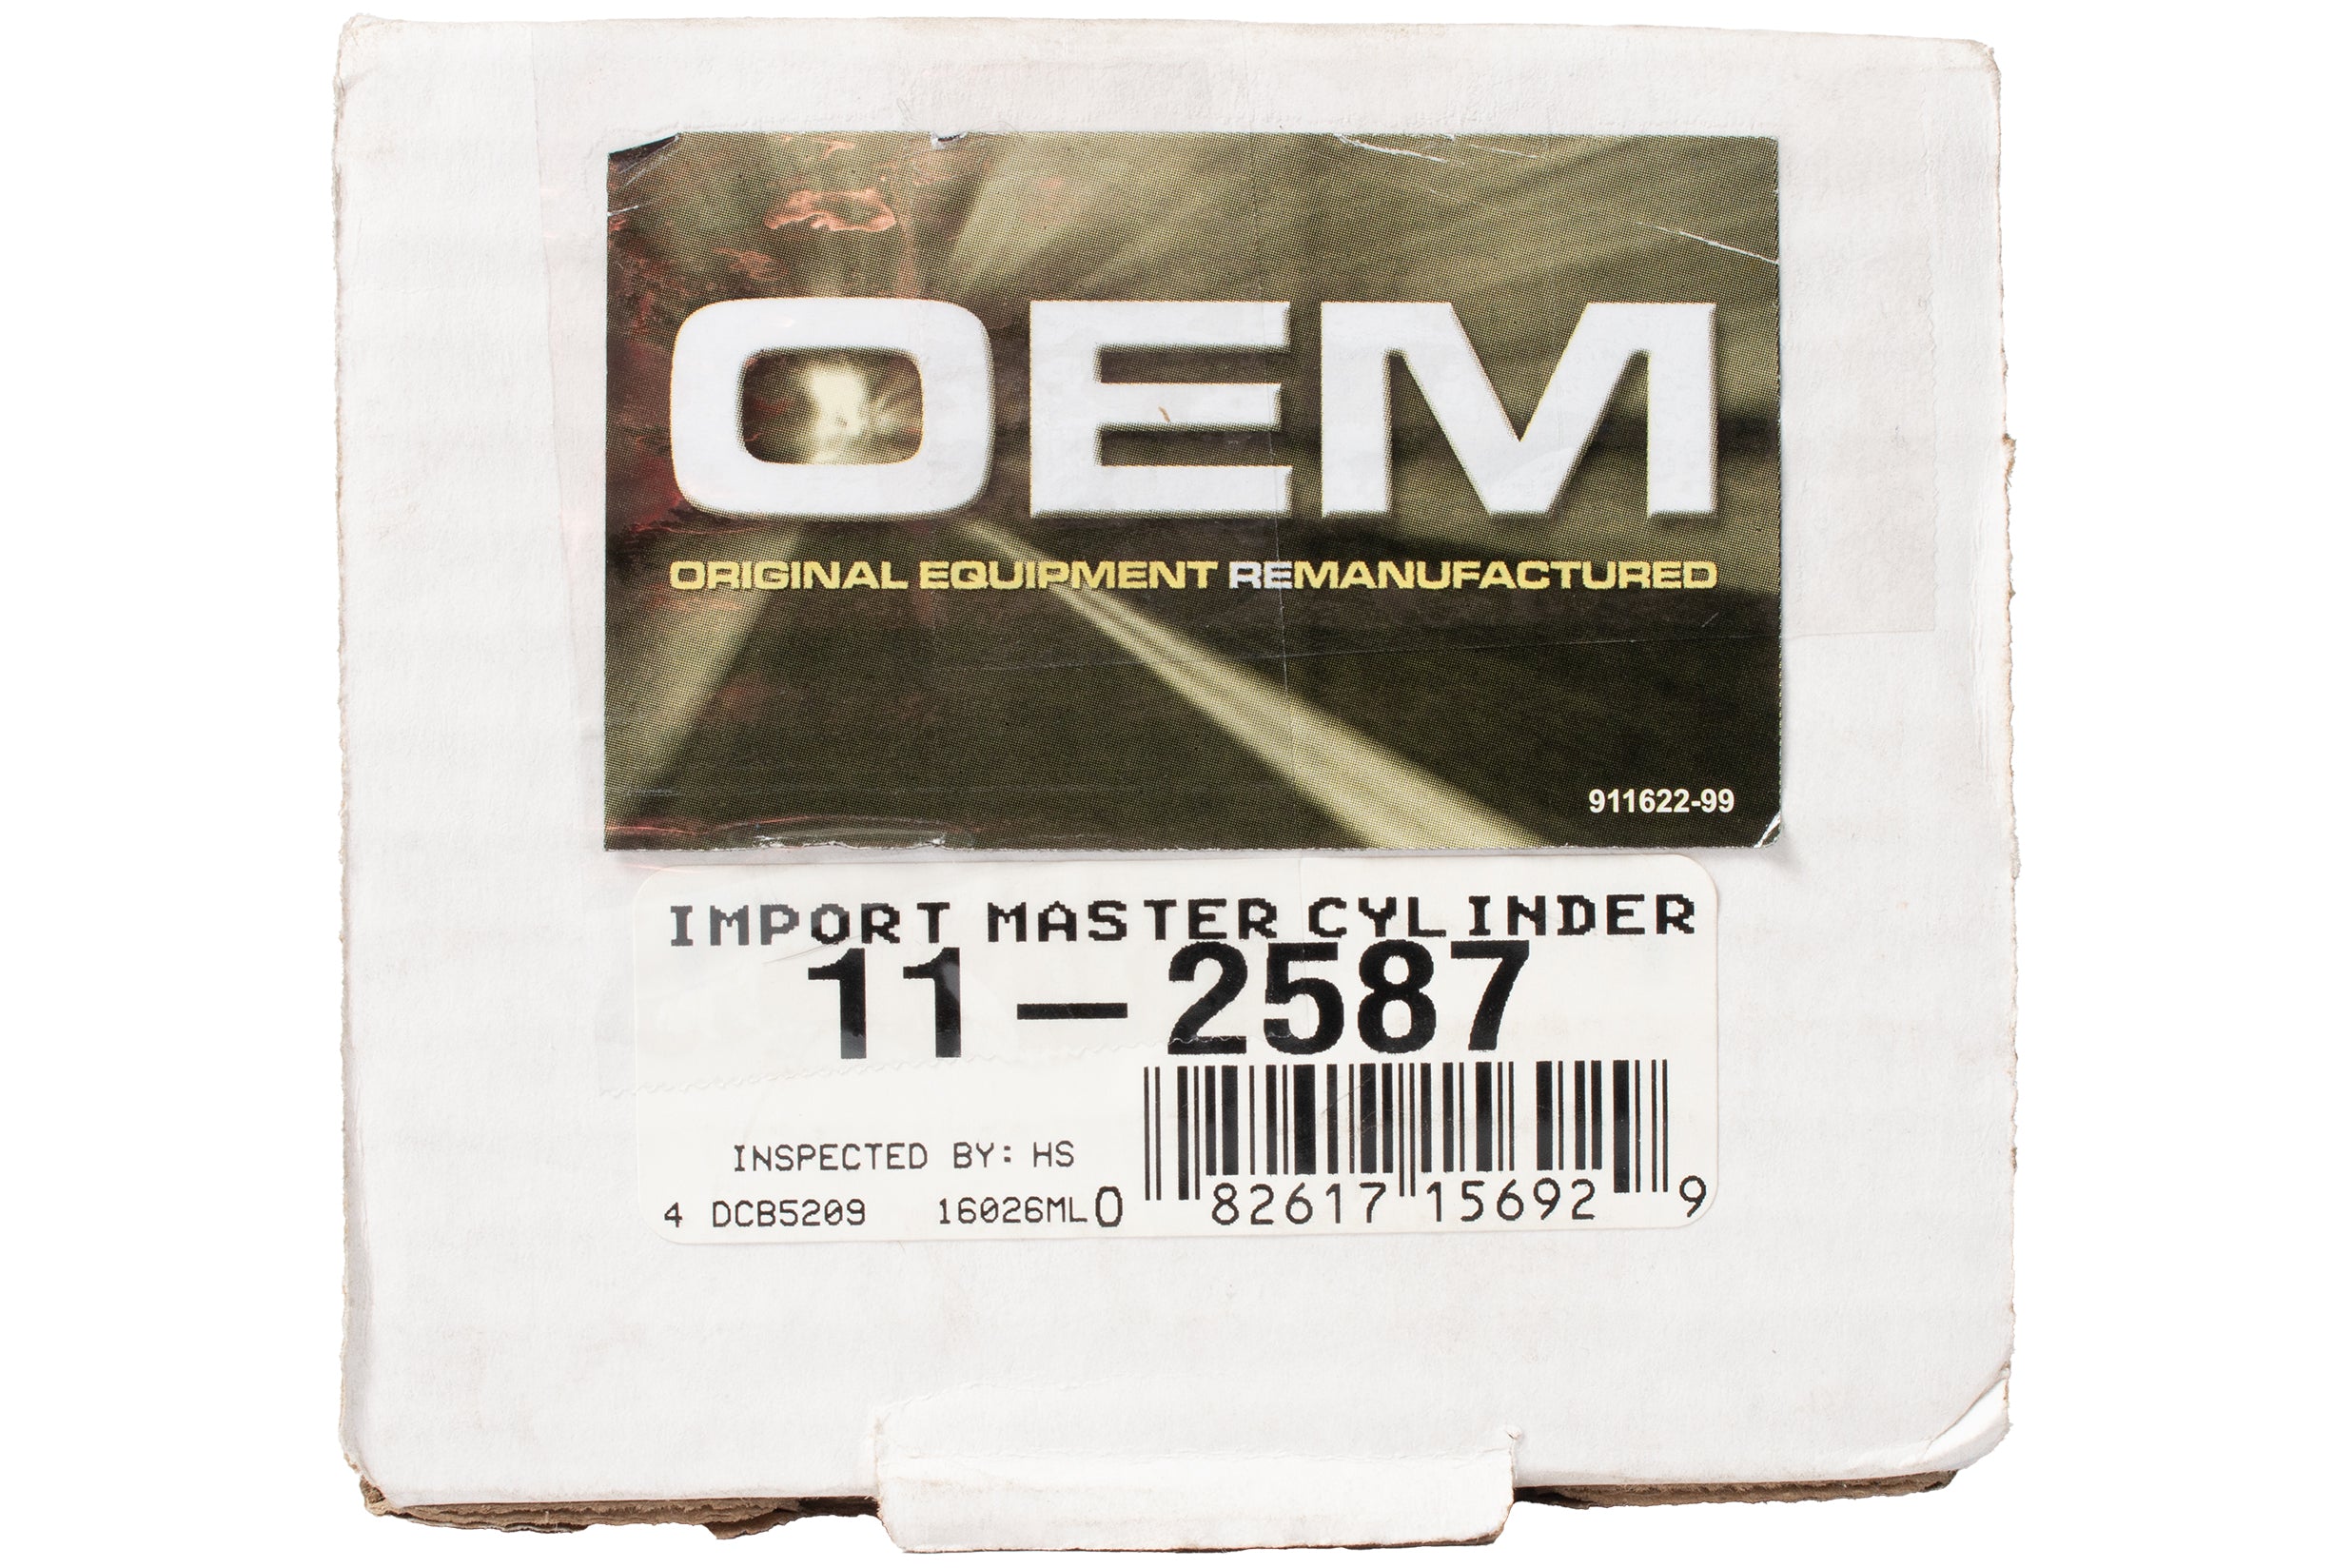 OEM
ORIGINAL EQUIPMENT REMANUFACTURED
911622-99
IMPORT MASTER CYLINDER
11-2587
INSPECTED BY: HS
4 DCB5209 16026ML
0 82617 15692 9